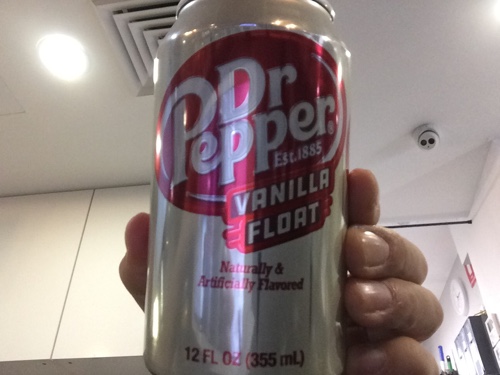 Dr
Pepper®
Est. 1885
VANILLA
FLOAT
Naturally &
Artificially Flavored
12 FL OZ (355 mL)